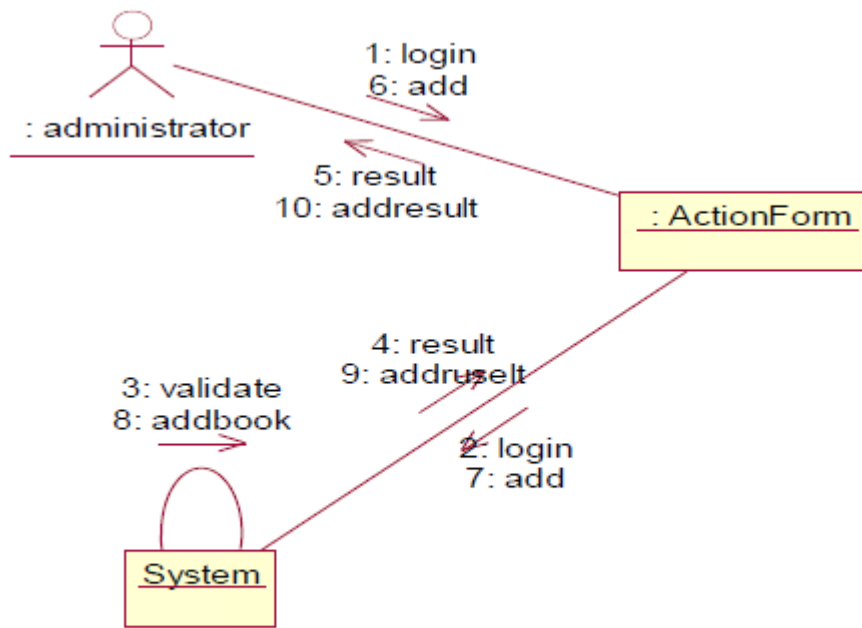 1: login
6: add
: administrator
5: result
10: addresult
: ActionForm
4: result
9: addruselt
3: validate
8: addbook
2: login
7: add
System